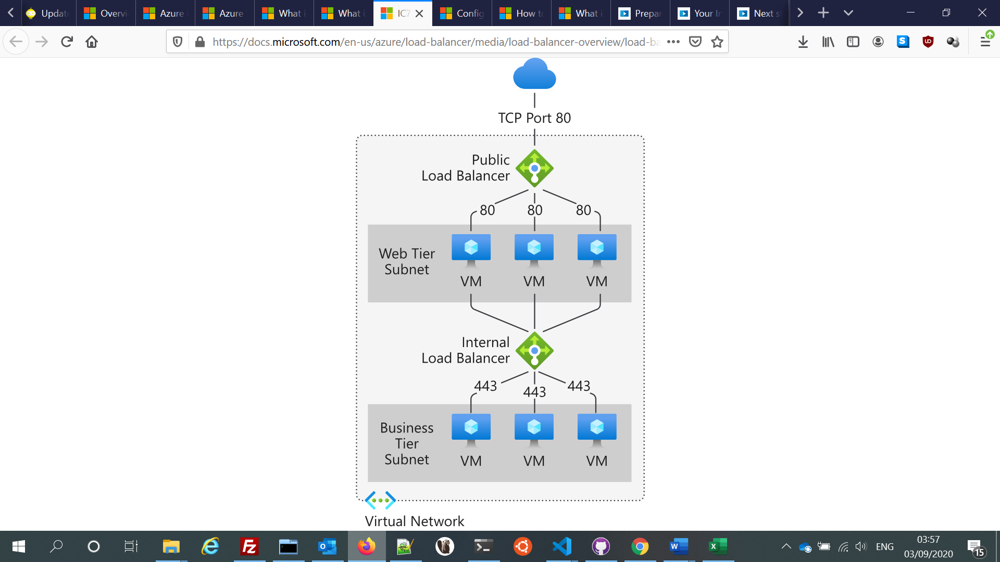 Updat
Overvi
Azure
Azure
What i
What i
IC7
Config
How to
What i
Prepar
Your In
Next s
https://docs.microsoft.com/en-us/azure/load-balancer/media/load-balancer-overview/load-ba
S
TCP Port 80
Public
Load Balancer
80 80 80
Web Tier
Subnet
VM VM VM
Internal
Load Balancer
443 443 443
Business
Tier
Subnet
VM VM VM
Virtual Network
ENG
03:57
03/09/2020
15